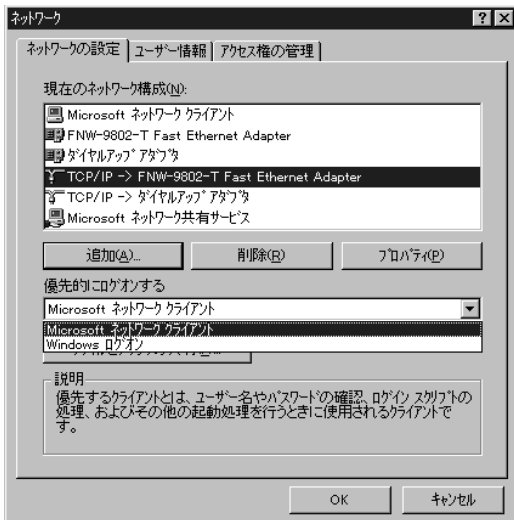 ネットワーク
ネットワークの設定 ユーザー情報 アクセス権の管理
現在のネットワーク構成(N):
Microsoft ネットワーク クライアント
FNW-9802-T Fast Ethernet Adapter
ダイヤルアップ アダプタ
TCP/IP -> FNW-9802-T Fast Ethernet Adapter
TCP/IP -> ダイヤルアップ アダプタ
Microsoft ネットワーク共有サービス
追加(A)... 削除(R) プロパティ(P)
優先的にログオンする
Microsoft ネットワーク クライアント
Microsoft ネットワーク クライアント
Windows ログオン
説明
優先するクライアントとは、ユーザー名やパスワードの確認、ログイン スクリプトの
処理、およびその他の起動処理を行うときに使用されるクライアントで
す。
OK キャンセル